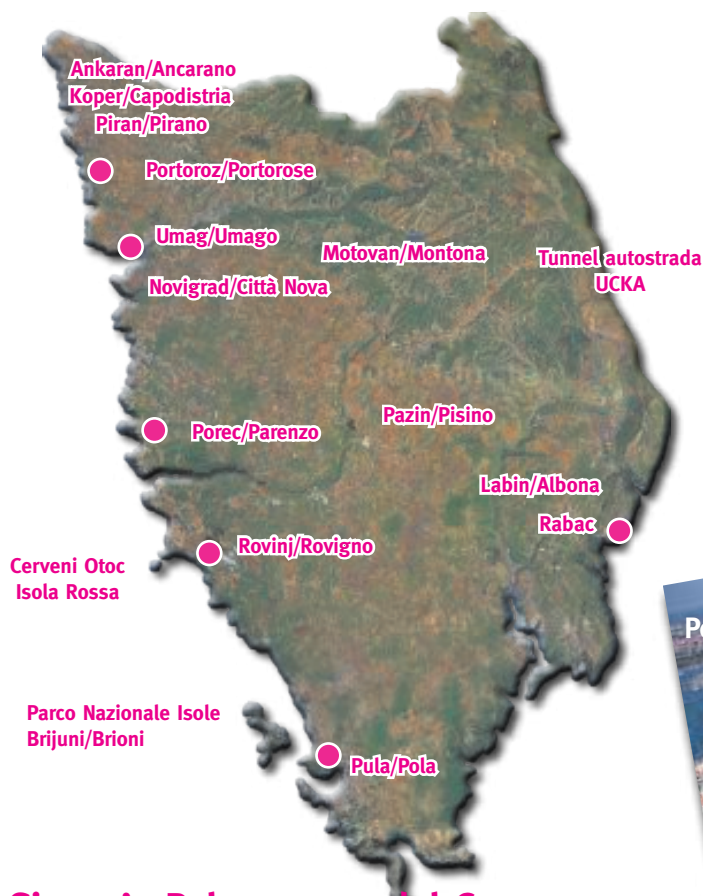 Ankaran/Ancarano
Koper/Capodistria
Piran/Pirano
Portoroz/Portorose
Umag/Umago
Motovan/Montona
Tunnel autostrada
UCKA
Novigrad/Città Nova
Porec/Parenzo
Pazin/Pisino
Labin/Albona
Rabac
Rovinj/Rovigno
Cerveni Otoc
Isola Rossa
Parco Nazionale Isole
Brijuni/Brioni
Pula/Pola